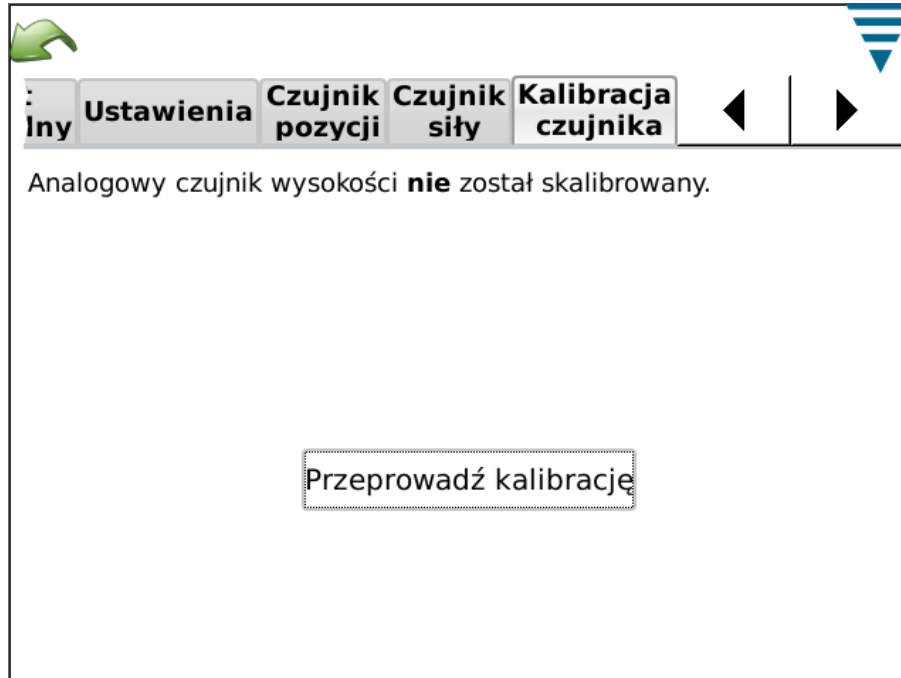 Ustawienia
Czujnik
pozycji
Czujnik
siły
Kalibracja
czujnika
Analogowy czujnik wysokości nie został skalibrowany.
Przeprowadź kalibrację